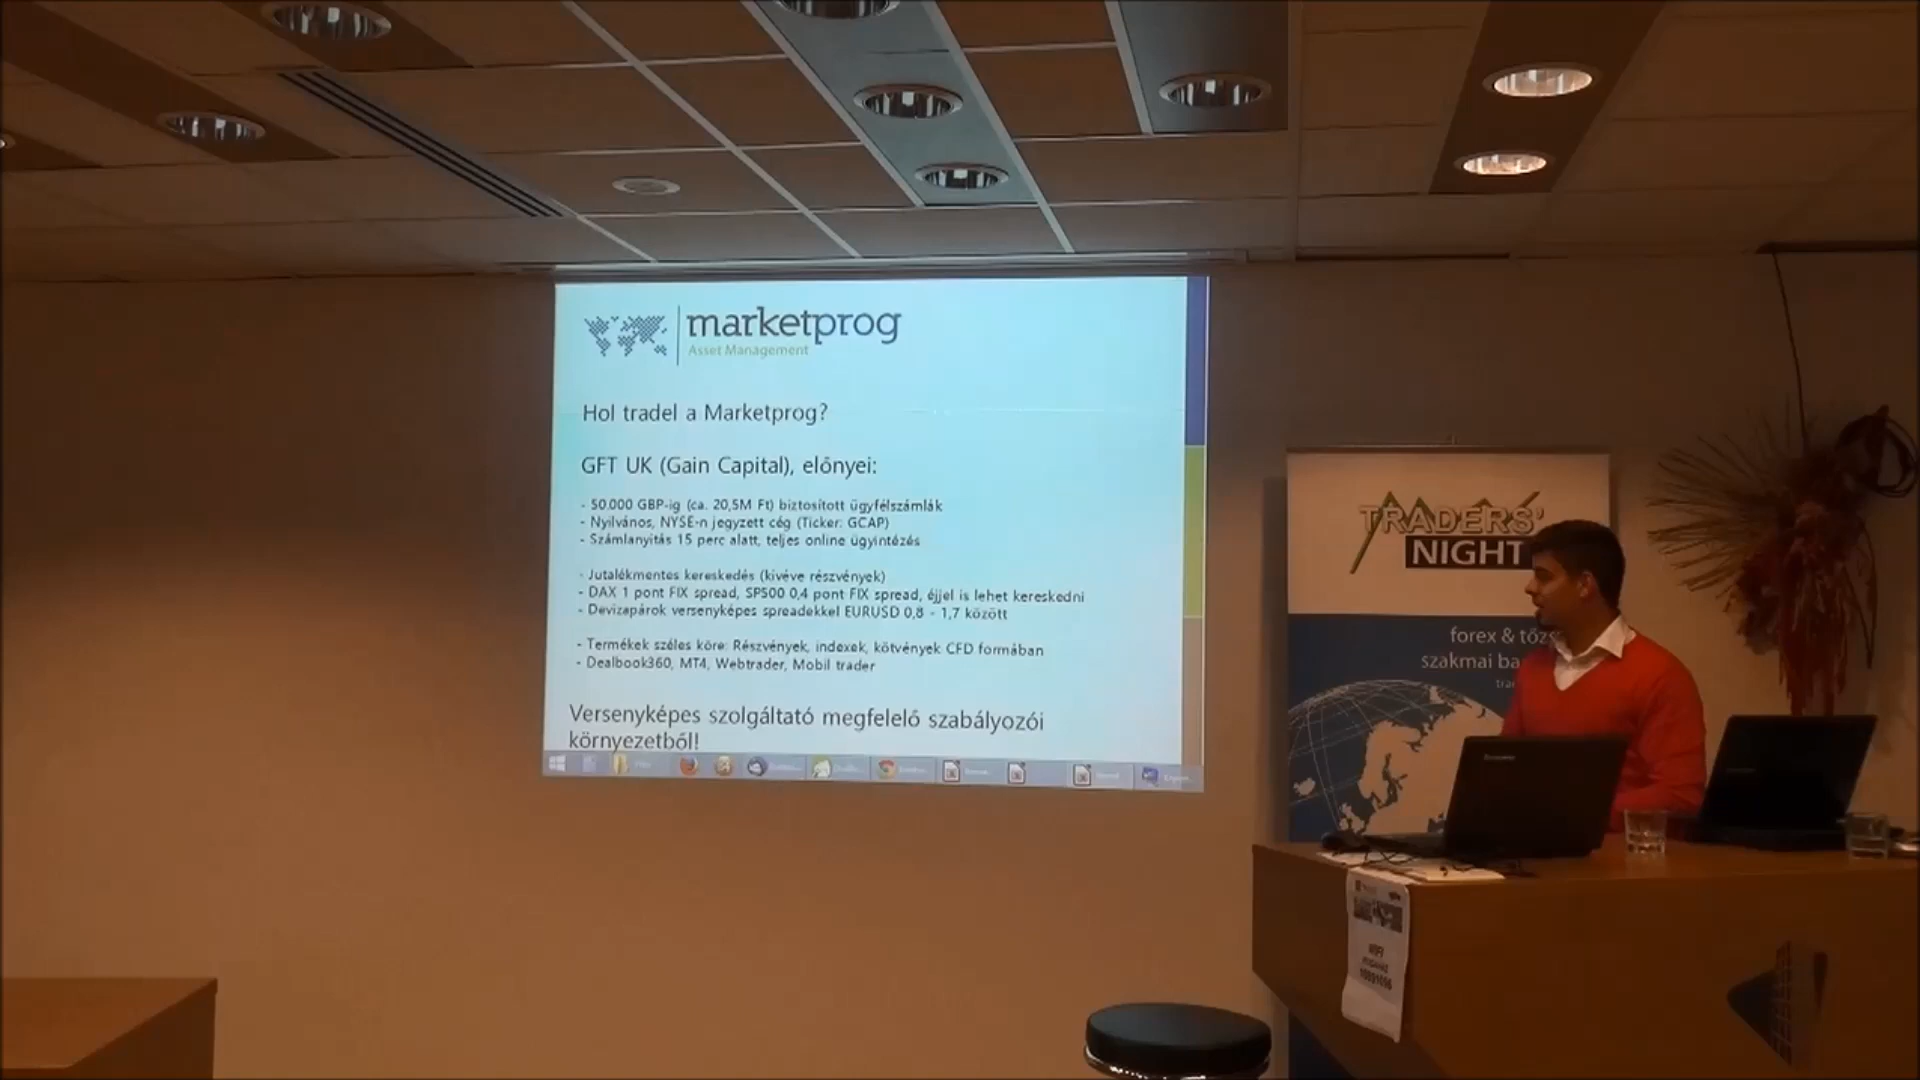 marketprog
Asset Management
Hol tradel a Marketprog?
GFT UK (Gain Capital), előnyei:
- 50.000 GBP-ig (ca. 20,5M Ft) biztosított ügyfélszámlák
- Nyilvános, NYSE-n jegyzett cég (Ticker: GCAP)
- Számlanyitás 15 perc alatt, teljes online ügyintézés
- Jutalékmentes kereskedés (kivéve részvények)
- DAX 1 pont FIX spread, SP500 0,4 pont FIX spread, éjjel is lehet kereskedni
- Devizapárok versenyképes spreadekkel EURUSD 0,8 - 1,7 között
- Termékek széles köre: Részvények, indexek, kötvények CFD formában
- Dealbook360, MT4, Webtrader, Mobil trader
Versenyképes szolgáltató megfelelő szabályozói
környezetből!
TRADERS'
NIGHT
forex &
szakmai